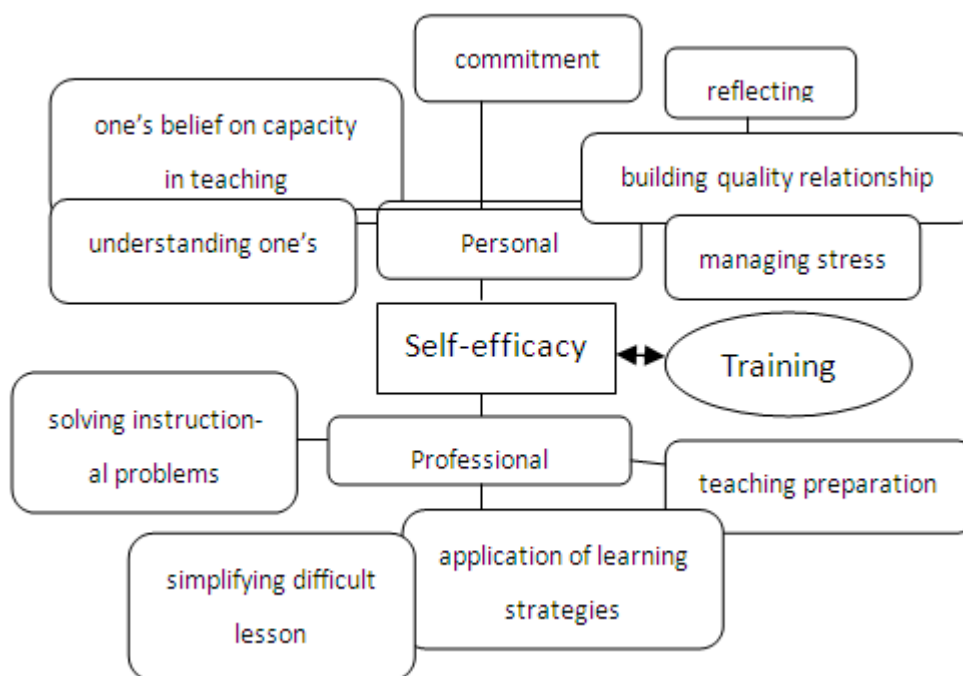 commitment
reflecting
one's belief on capacity
in teaching
building quality relationship
understanding one's
Personal
managing stress
Self-efficacy
Training
solving instruction-
al problems
Professional
teaching preparation
application of learning
strategies
simplifying difficult
lesson